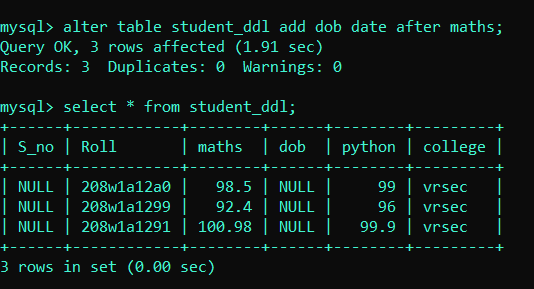 mysql> alter table student_ddl add dob date after maths;
Query OK, 3 rows affected (1.91 sec)
Records: 3  Duplicates: 0  Warnings: 0

mysql> select * from student_ddl;
+------+------------+--------+------+--------+---------+
| S_no | Roll       | maths  | dob  | python | college |
+------+------------+--------+------+--------+---------+
| NULL | 208w1a12a0 |   98.5 | NULL |     99 | vrsec   |
| NULL | 208w1a1299 |   92.4 | NULL |     96 | vrsec   |
| NULL | 208w1a1291 | 100.98 | NULL |   99.9 | vrsec   |
+------+------------+--------+------+--------+---------+
3 rows in set (0.00 sec)